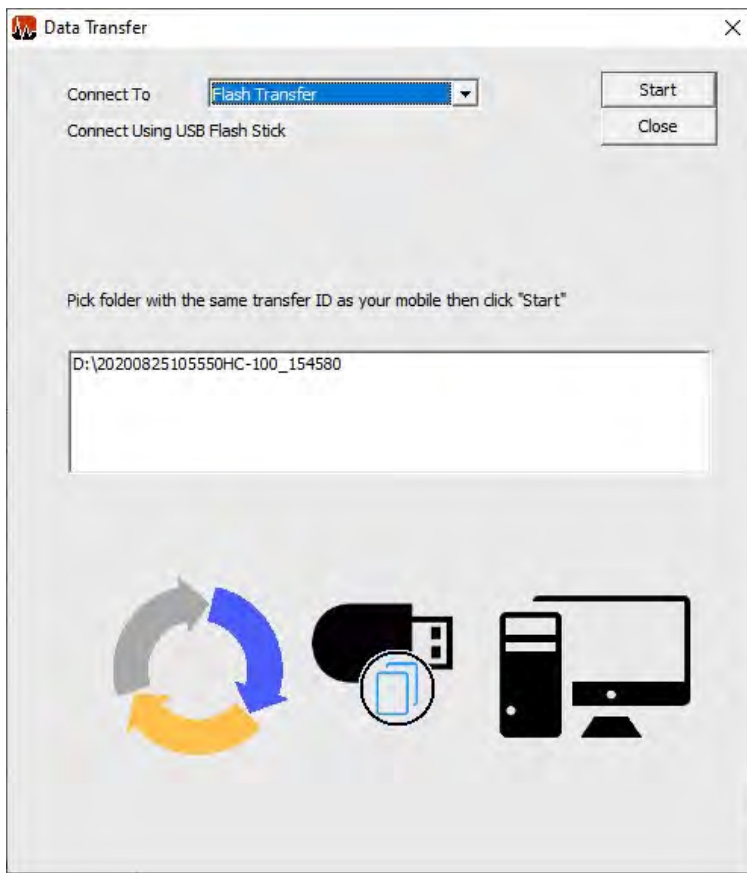 Data Transfer
Connect To
Flash Transfer
Start
Connect Using USB Flash Stick
Close
Pick folder with the same transfer ID as your mobile then click "Start"
D:\20200825105550HC-100_154580